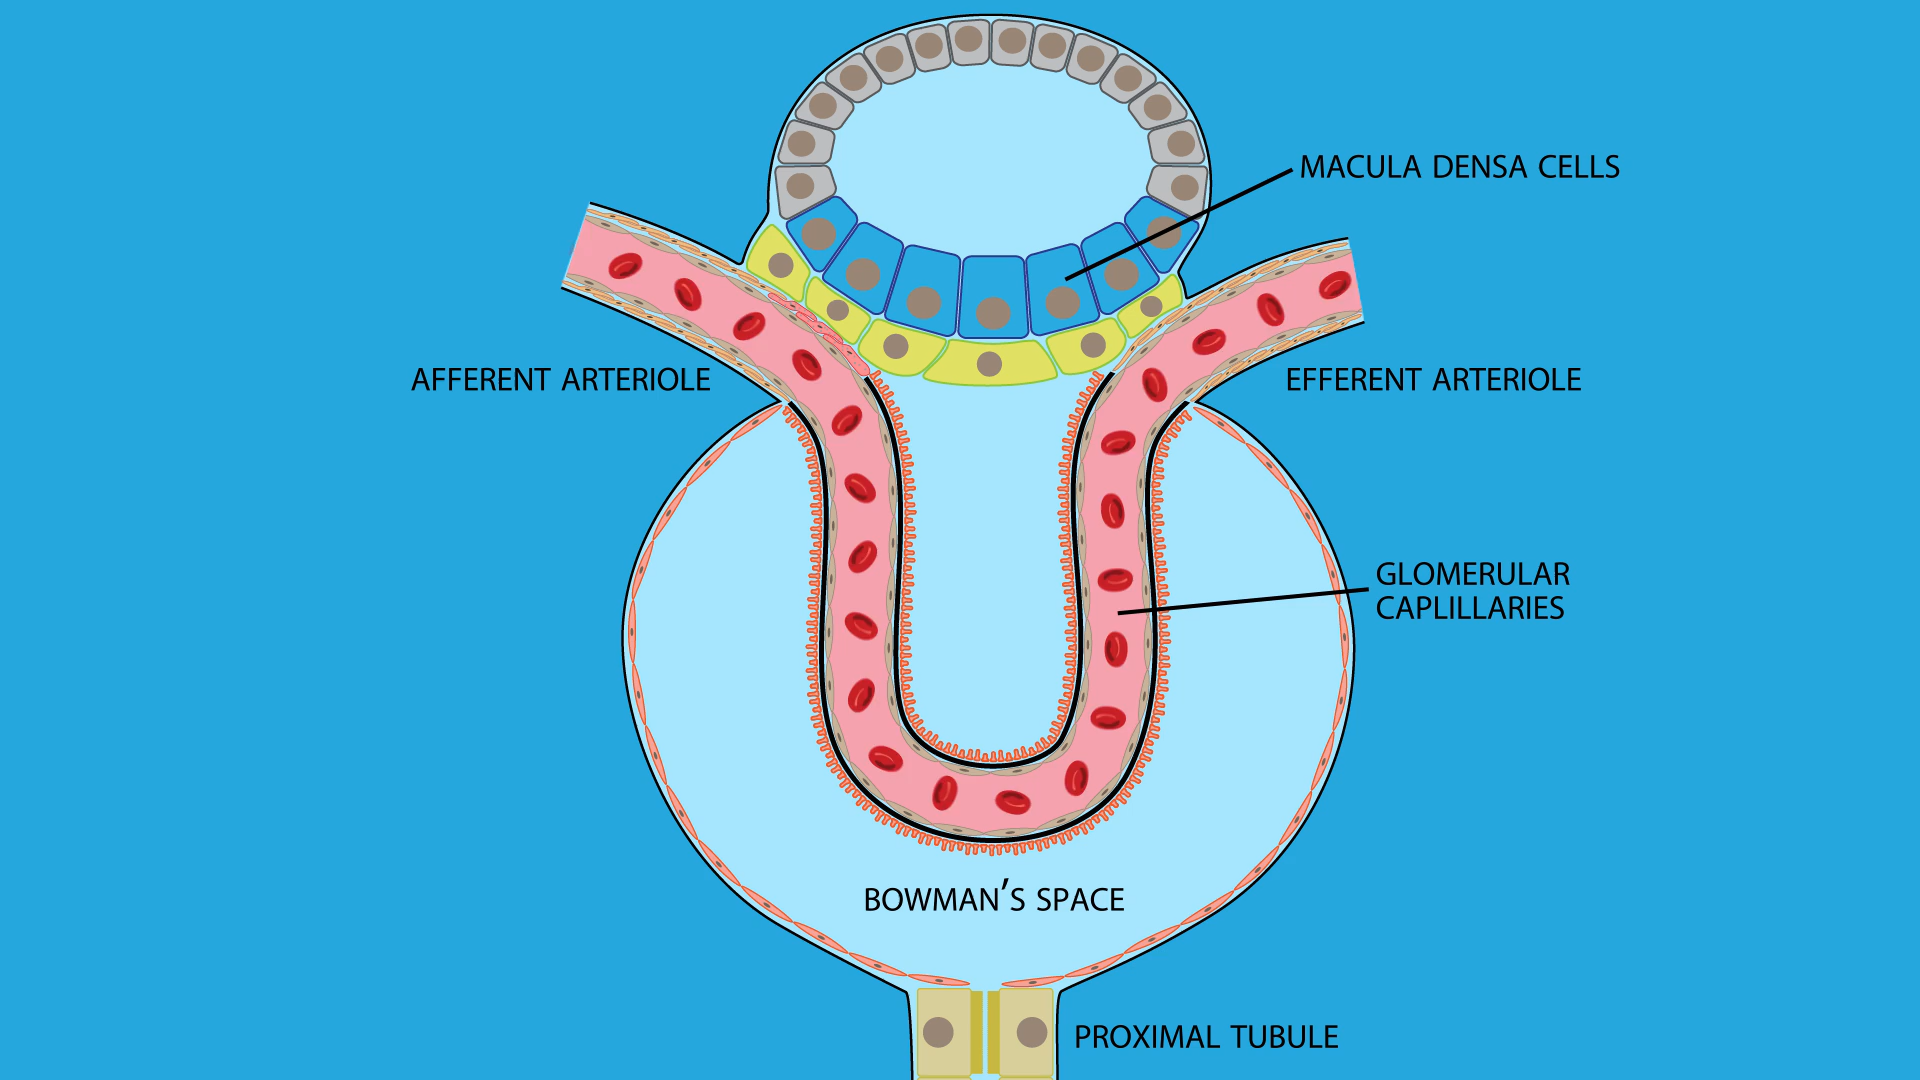 MACULA DENSA CELLS
AFFERENT ARTERIOLE
EFFERENT ARTERIOLE
GLOMERULAR
CAPLILLARIES
BOWMAN'S SPACE
PROXIMAL TUBULE